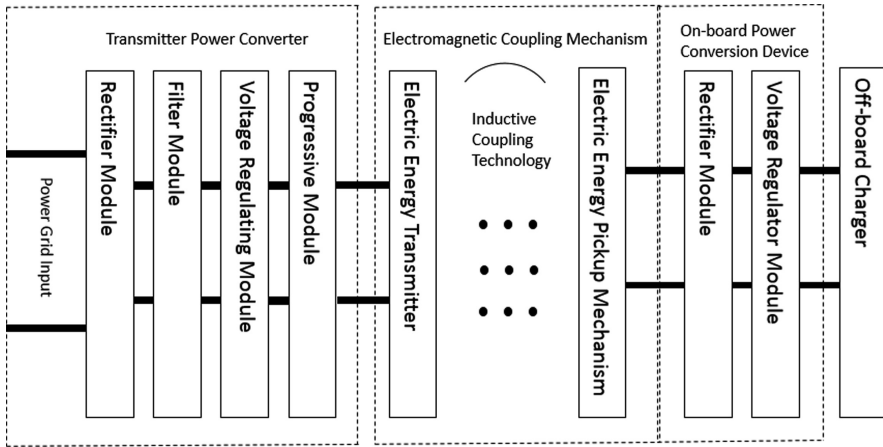 Transmitter Power Converter
Electromagnetic Coupling Mechanism
On-board Power
Conversion Device
Power Grid Input
Rectifier Module
Filter Module
Voltage Regulating Module
Progressive Module
Electric Energy Transmitter
Inductive
Coupling
Technology
Electric Energy Pickup Mechanism
Rectifier Module
Voltage Regulator Module
Off-board Charger